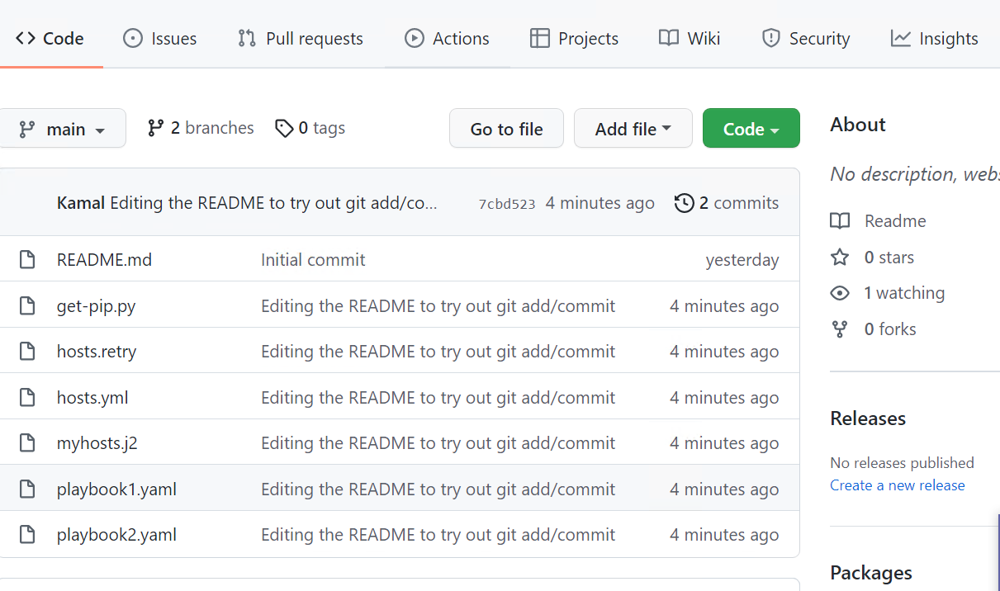 Code Issues Pull requests Actions Projects Wiki Security Insights
main 2 branches 0 tags Go to file Add file Code
Kamal Editing the README to try out git add/co... 7cbd523 4 minutes ago 2 commits
README.md Initial commit yesterday
get-pip.py Editing the README to try out git add/commit 4 minutes ago
hosts.retry Editing the README to try out git add/commit 4 minutes ago
hosts.yml Editing the README to try out git add/commit 4 minutes ago
myhosts.j2 Editing the README to try out git add/commit 4 minutes ago
playbook1.yaml Editing the README to try out git add/commit 4 minutes ago
playbook2.yaml Editing the README to try out git add/commit 4 minutes ago
About
No description, webs
Readme
0 stars
1 watching
0 forks
Releases
No releases published
Create a new release
Packages